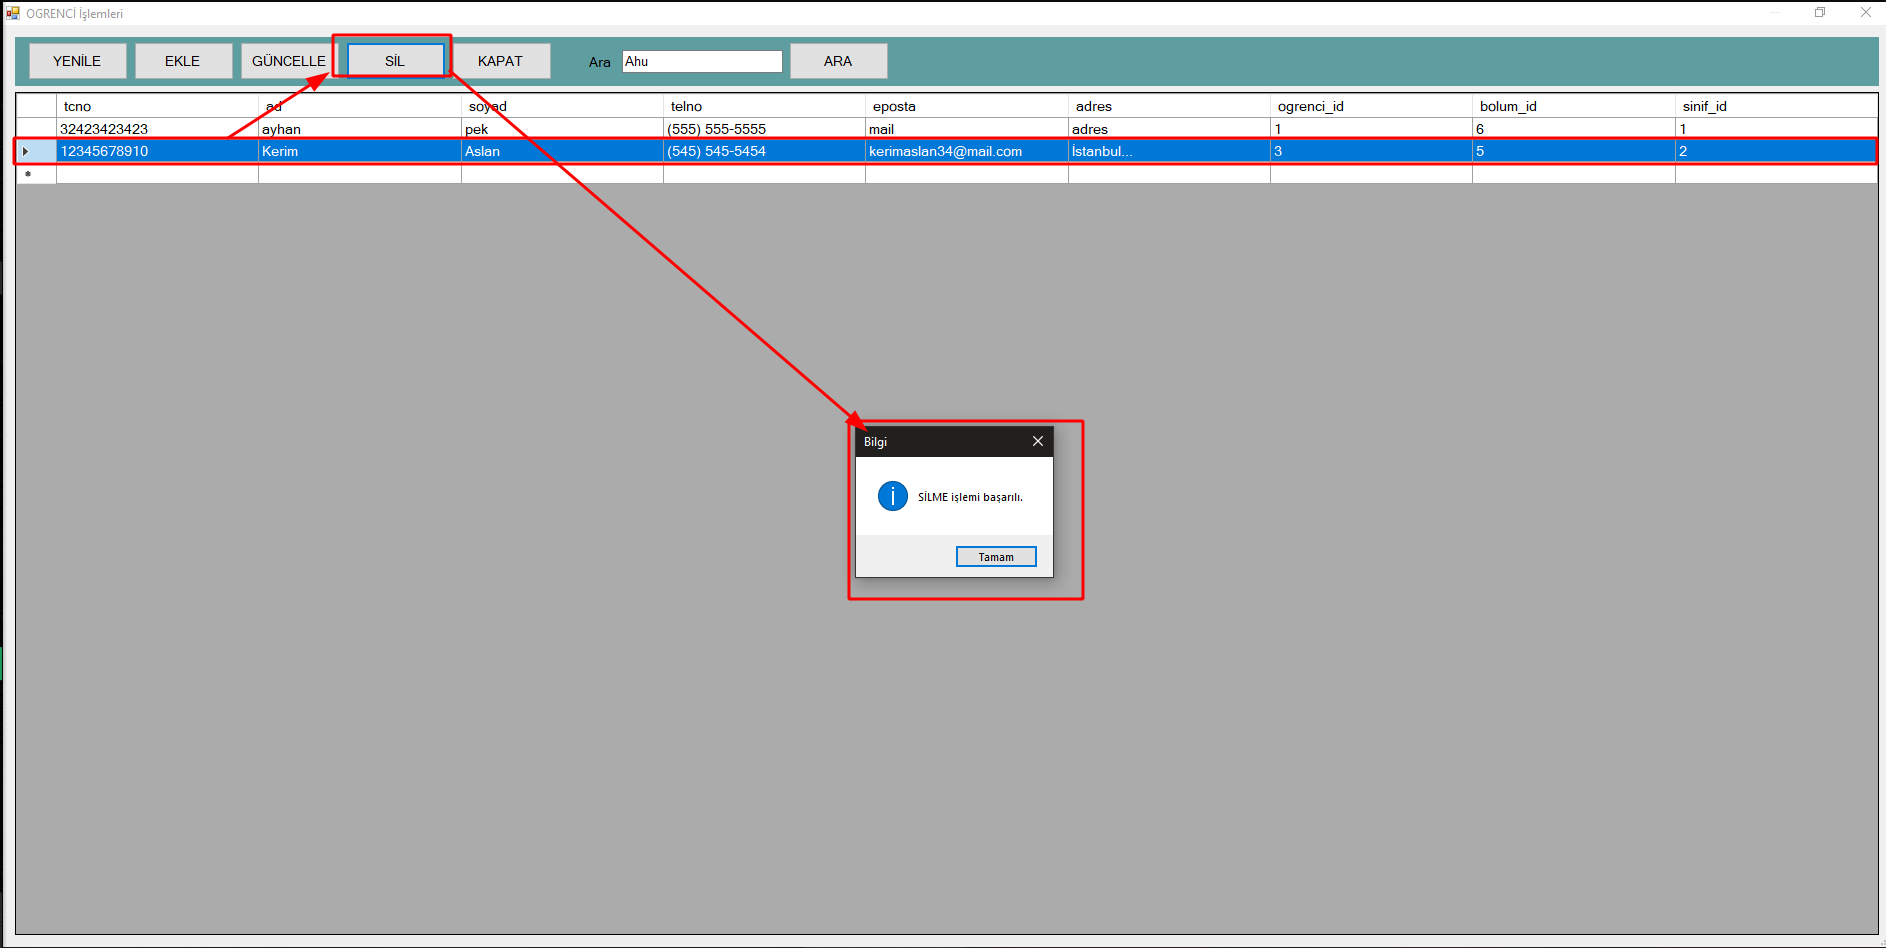 OGRENCİ İşlemleri
YENİLE EKLE GÜNCELLE SİL KAPAT Ara Ahu ARA
tcno ad soyad telno eposta adres ogrenci_id bolum_id sinif_id
32423423423 ayhan pek (555) 555-5555 mail adres 1 6 1
12345678910 Kerim Aslan (545) 545-5454 kerimaslan34@mail.com İstanbul... 3 5 2
Bilgi
SİLME işlemi başarılı.
Tamam